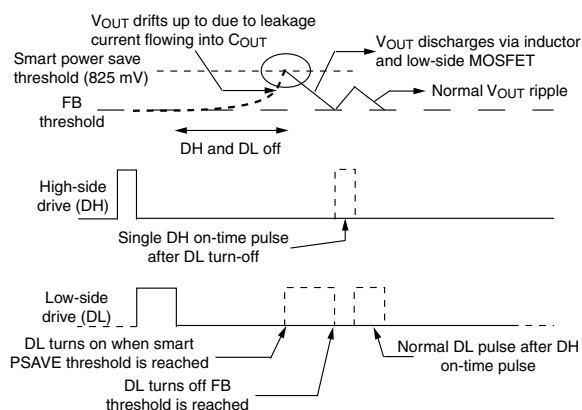 VOUT drifts up to due to leakage
current flowing into COUT
Smart power save
threshold (825 mV)
VOUT discharges via inductor
and low-side MOSFET
FB
threshold
Normal VOUT ripple
DH and DL off
High-side
drive (DH)
Single DH on-time pulse
after DL turn-off
Low-side
drive (DL)
DL turns on when smart
PSAVE threshold is reached
Normal DL pulse after DH
on-time pulse
DL turns off FB
threshold is reached